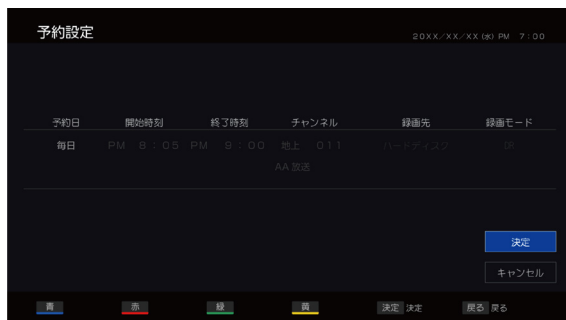 予約設定
20XX/XX/XX (水) PM 7:00
予約日 開始時刻 終了時刻 チャンネル 録画先 録画モード
毎日 PM 8:05 PM 9:00 地上 011 ハードディスク DR
AA放送
決定
キャンセル
青 赤 緑 黄 決定 決定 戻る 戻る